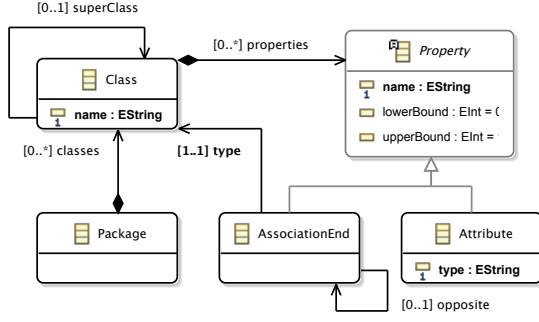 [0..1] superClass
[0..*] properties
Class
name : EString
Property
name : EString
lowerBound : EInt = 0
upperBound : EInt =
[0..*] classes
[1..1] type
Package
AssociationEnd
Attribute
type : EString
[0..1] opposite